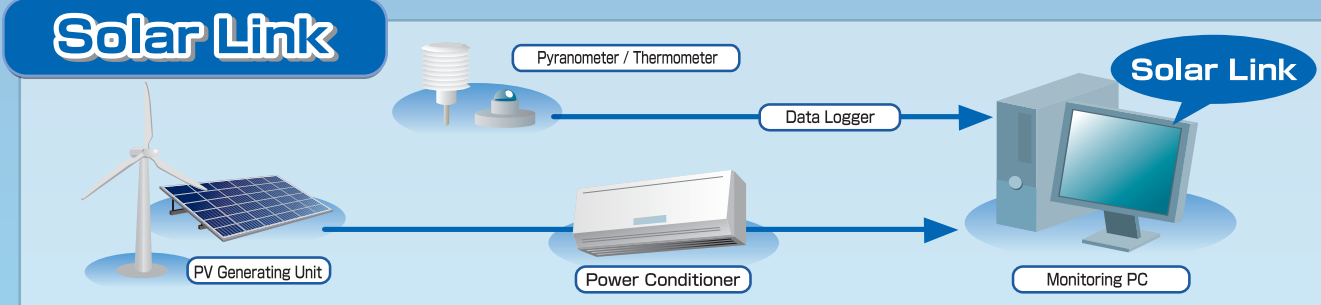 Solar Link
Pyranometer / Thermometer
Solar Link
Data Logger
PV Generating Unit
Power Conditioner
Monitoring PC